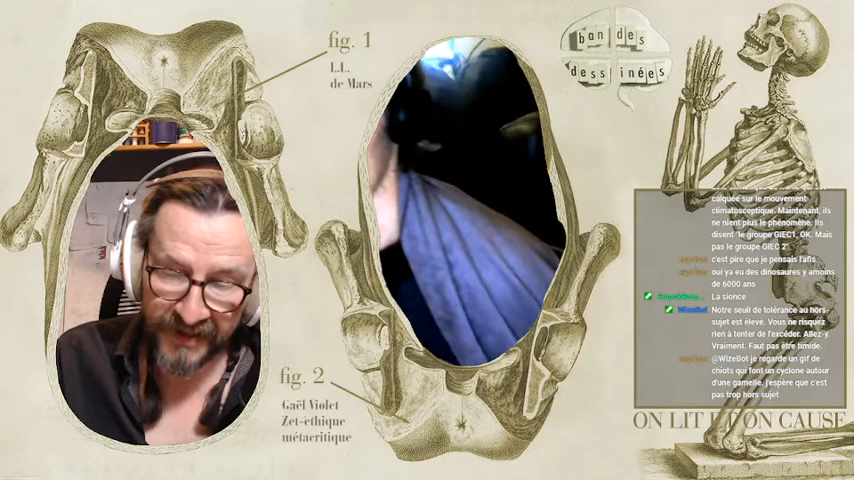 fig. 1
L.L.
de Mars
bandes
dessinées
fig. 2
Gaël Violet
Zet-éthique
métacritique
calquée sur le mouvement
climatosceptique. Maintenant, ils
ne nient plus le phénomène. Ils
disent "le groupe GIEC1, OK. Mais
pas le groupe GIEC 2"
c'est pire que je pensais l'afis
oui ya eu des dinosaures y amoins
de 6000 ans
La sionce
WizeBot Notre seuil de tolérance au hors-
sujet est élevé. Vous ne risquez
rien à tenter de l'excéder. Allez-y.
Vraiment. Faut pas être timide.
@WizeBot je regarde un gif de
chiots qui font un cyclone autour
d'une gamelle. j'espère que c'est
pas trop hors sujet
ON LIT ET ON CAUSE